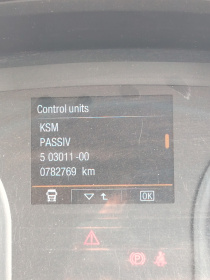 Control units
KSM
PASSIV
5 03011-00
0782769 km
OK
P